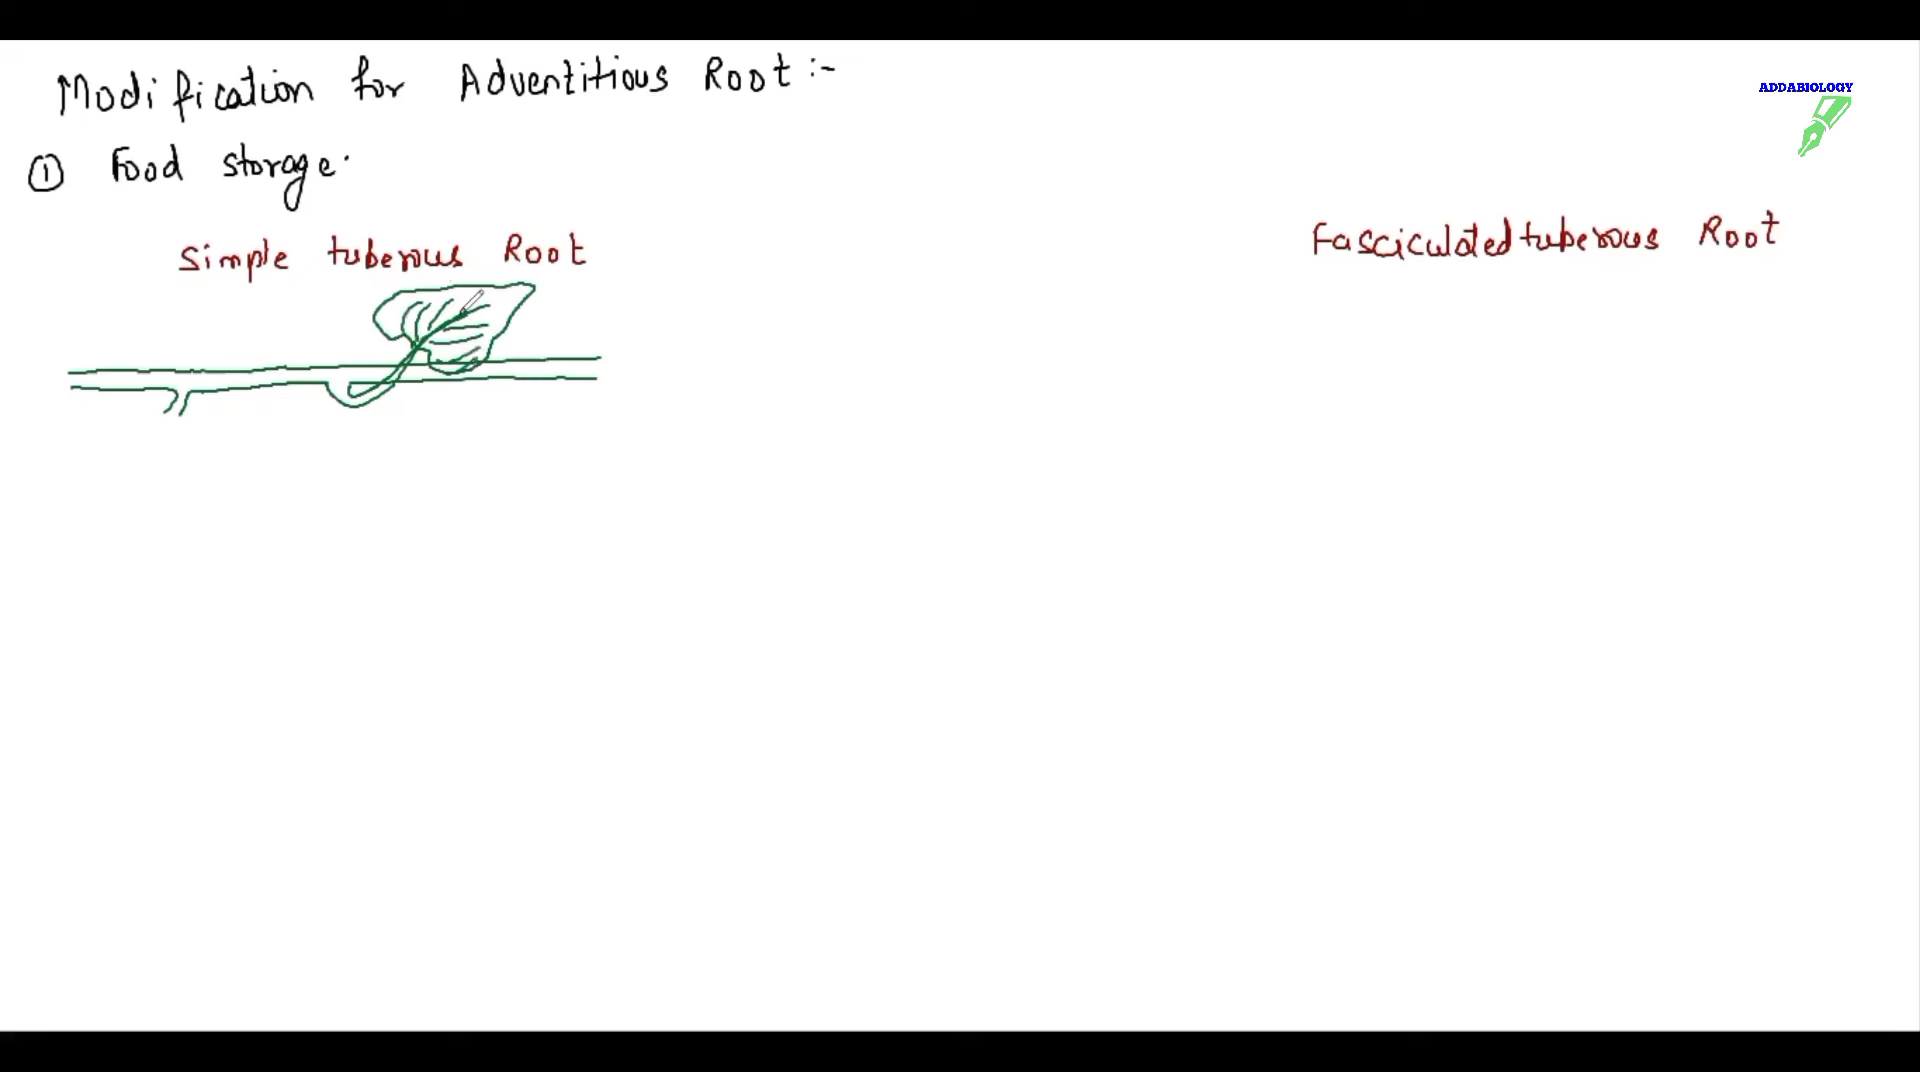 Modification for Adventitious Root :-
ADDABIOLOGY
① Food storage.
Simple tuberous Root
Fasciculated tuberous Root